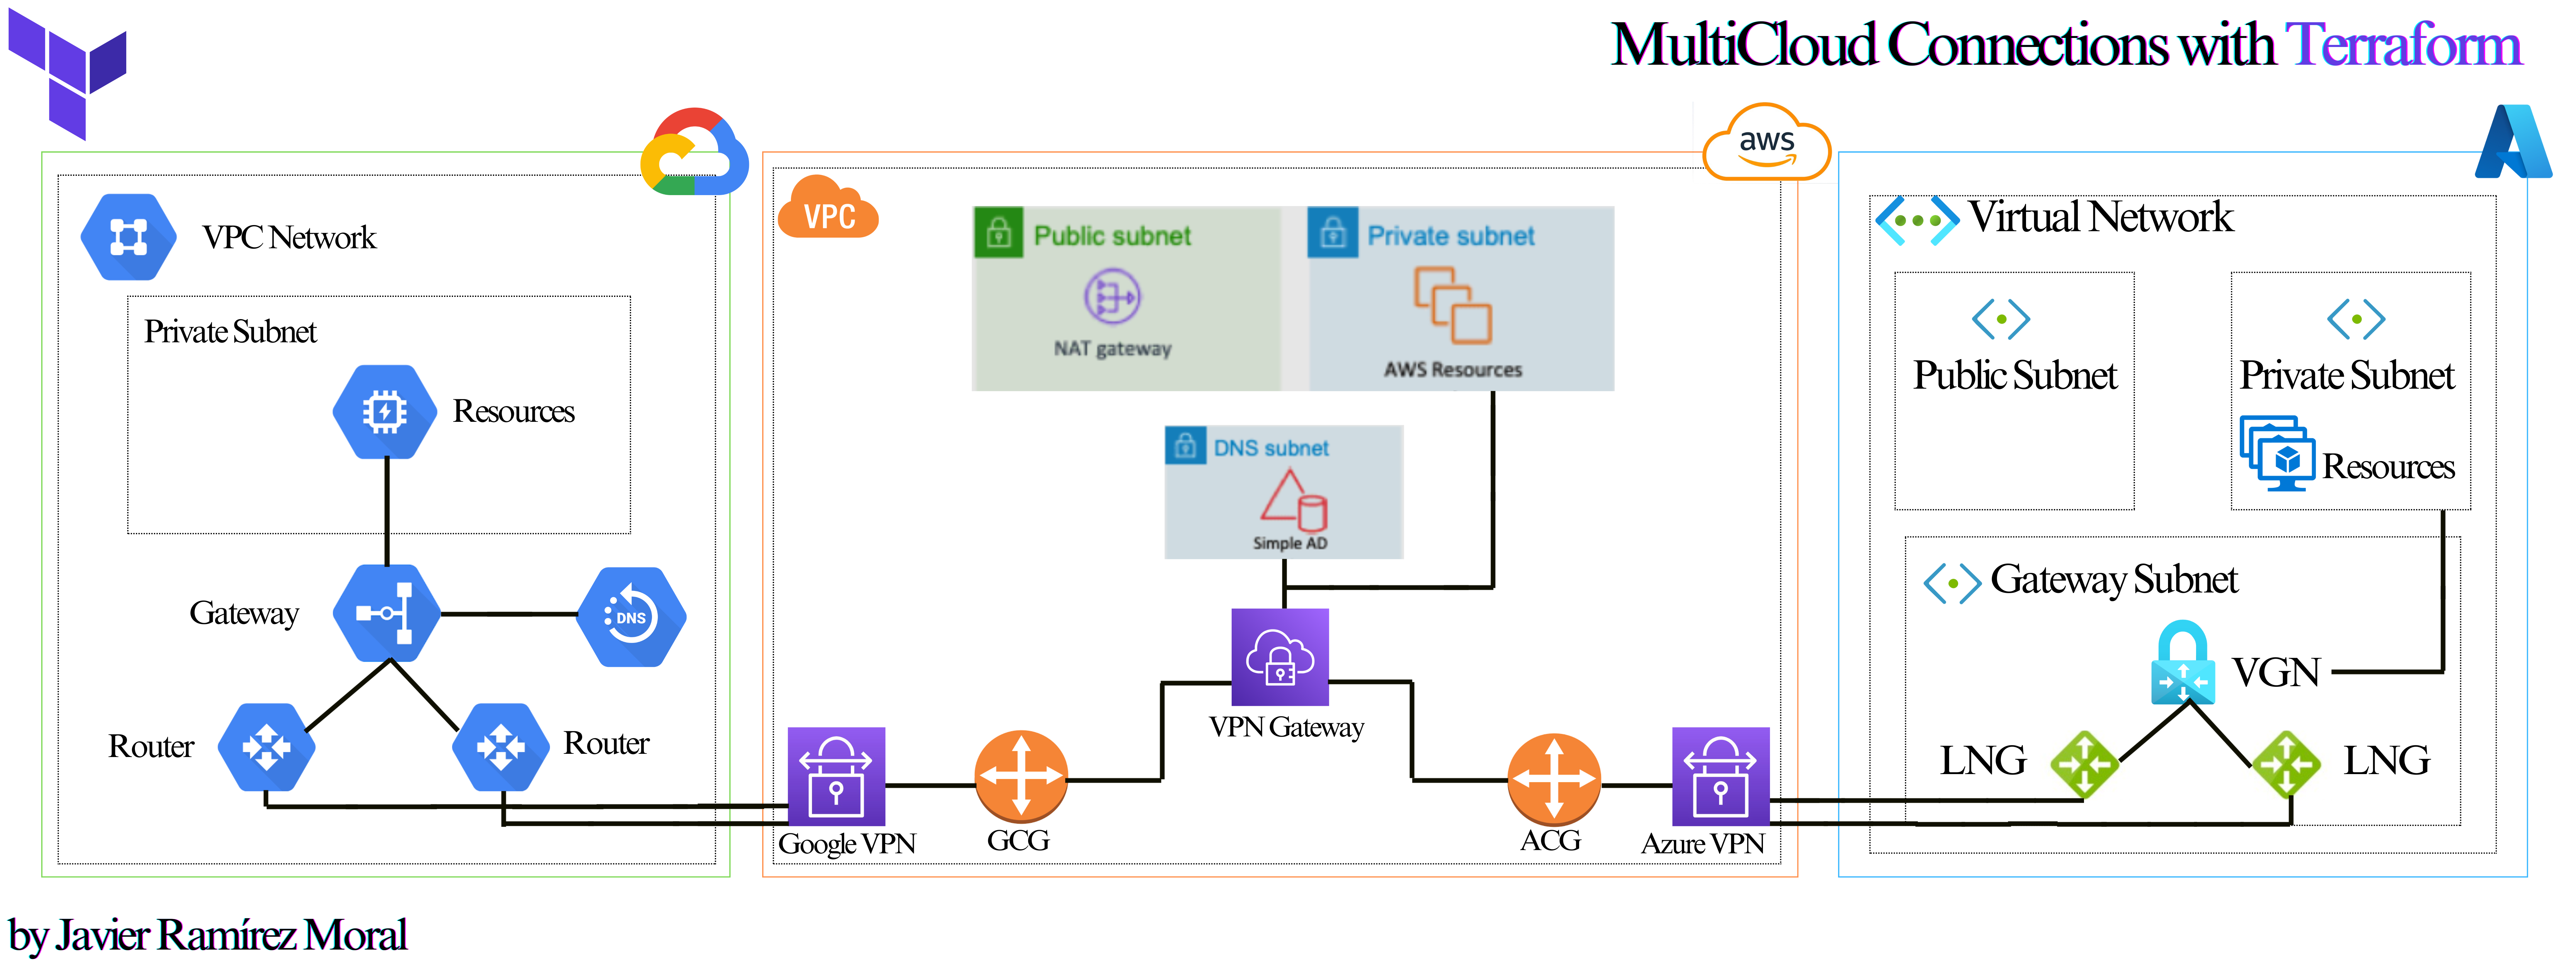 MultiCloud Connections with Terraform
aws
VPC Network
Private Subnet
Resources
Gateway
DNS
Router
Router
VPC
Public subnet
NAT gateway
Private subnet
AWS Resources
DNS subnet
Simple AD
VPN Gateway
Google VPN
GCG
ACG
Azure VPN
Virtual Network
Public Subnet
Private Subnet
Resources
Gateway Subnet
VGN
LNG
LNG
by Javier Ramírez Moral